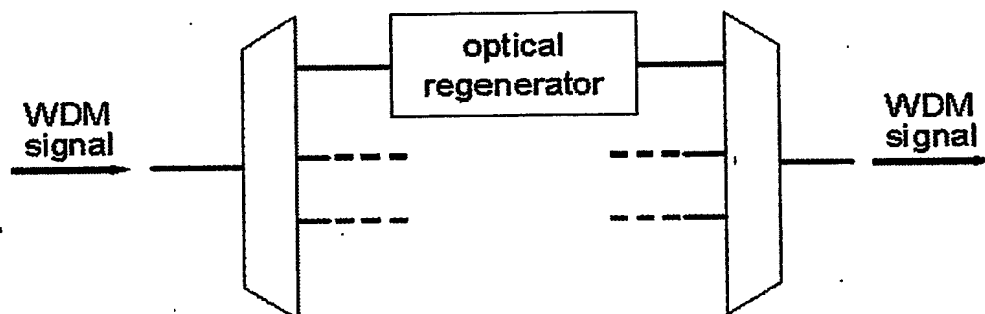 optical
regenerator
WDM
signal
WDM
signal